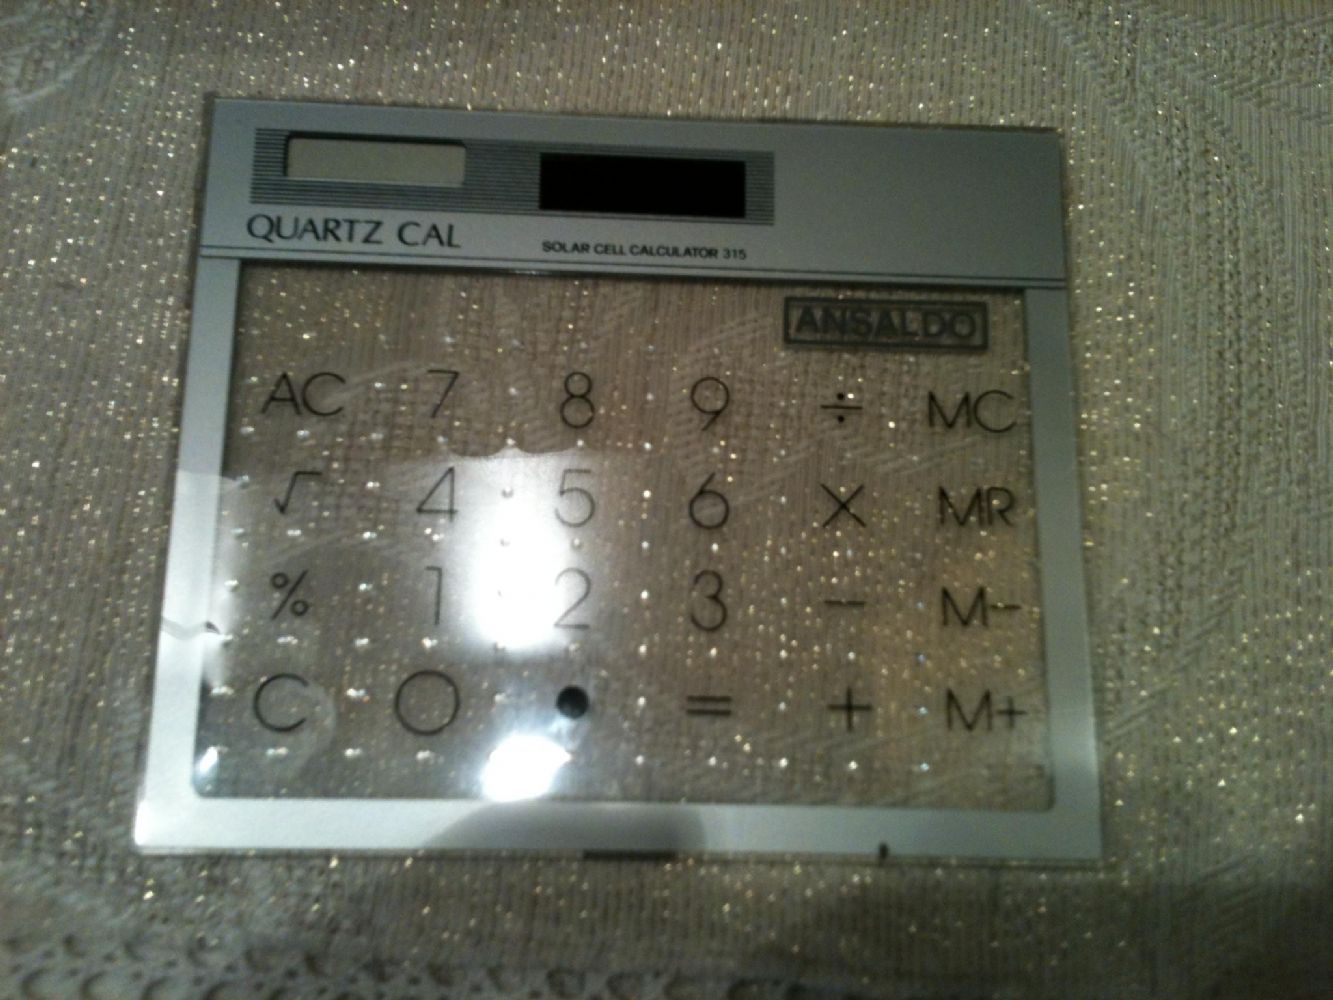 QUARTZ CAL
SOLAR CELL CALCULATOR 315
ANSALDO
AC 7 8 9 ÷ MC
√ 4 5 6 × MR
% 1 2 3 − M−
C 0 • = + M+